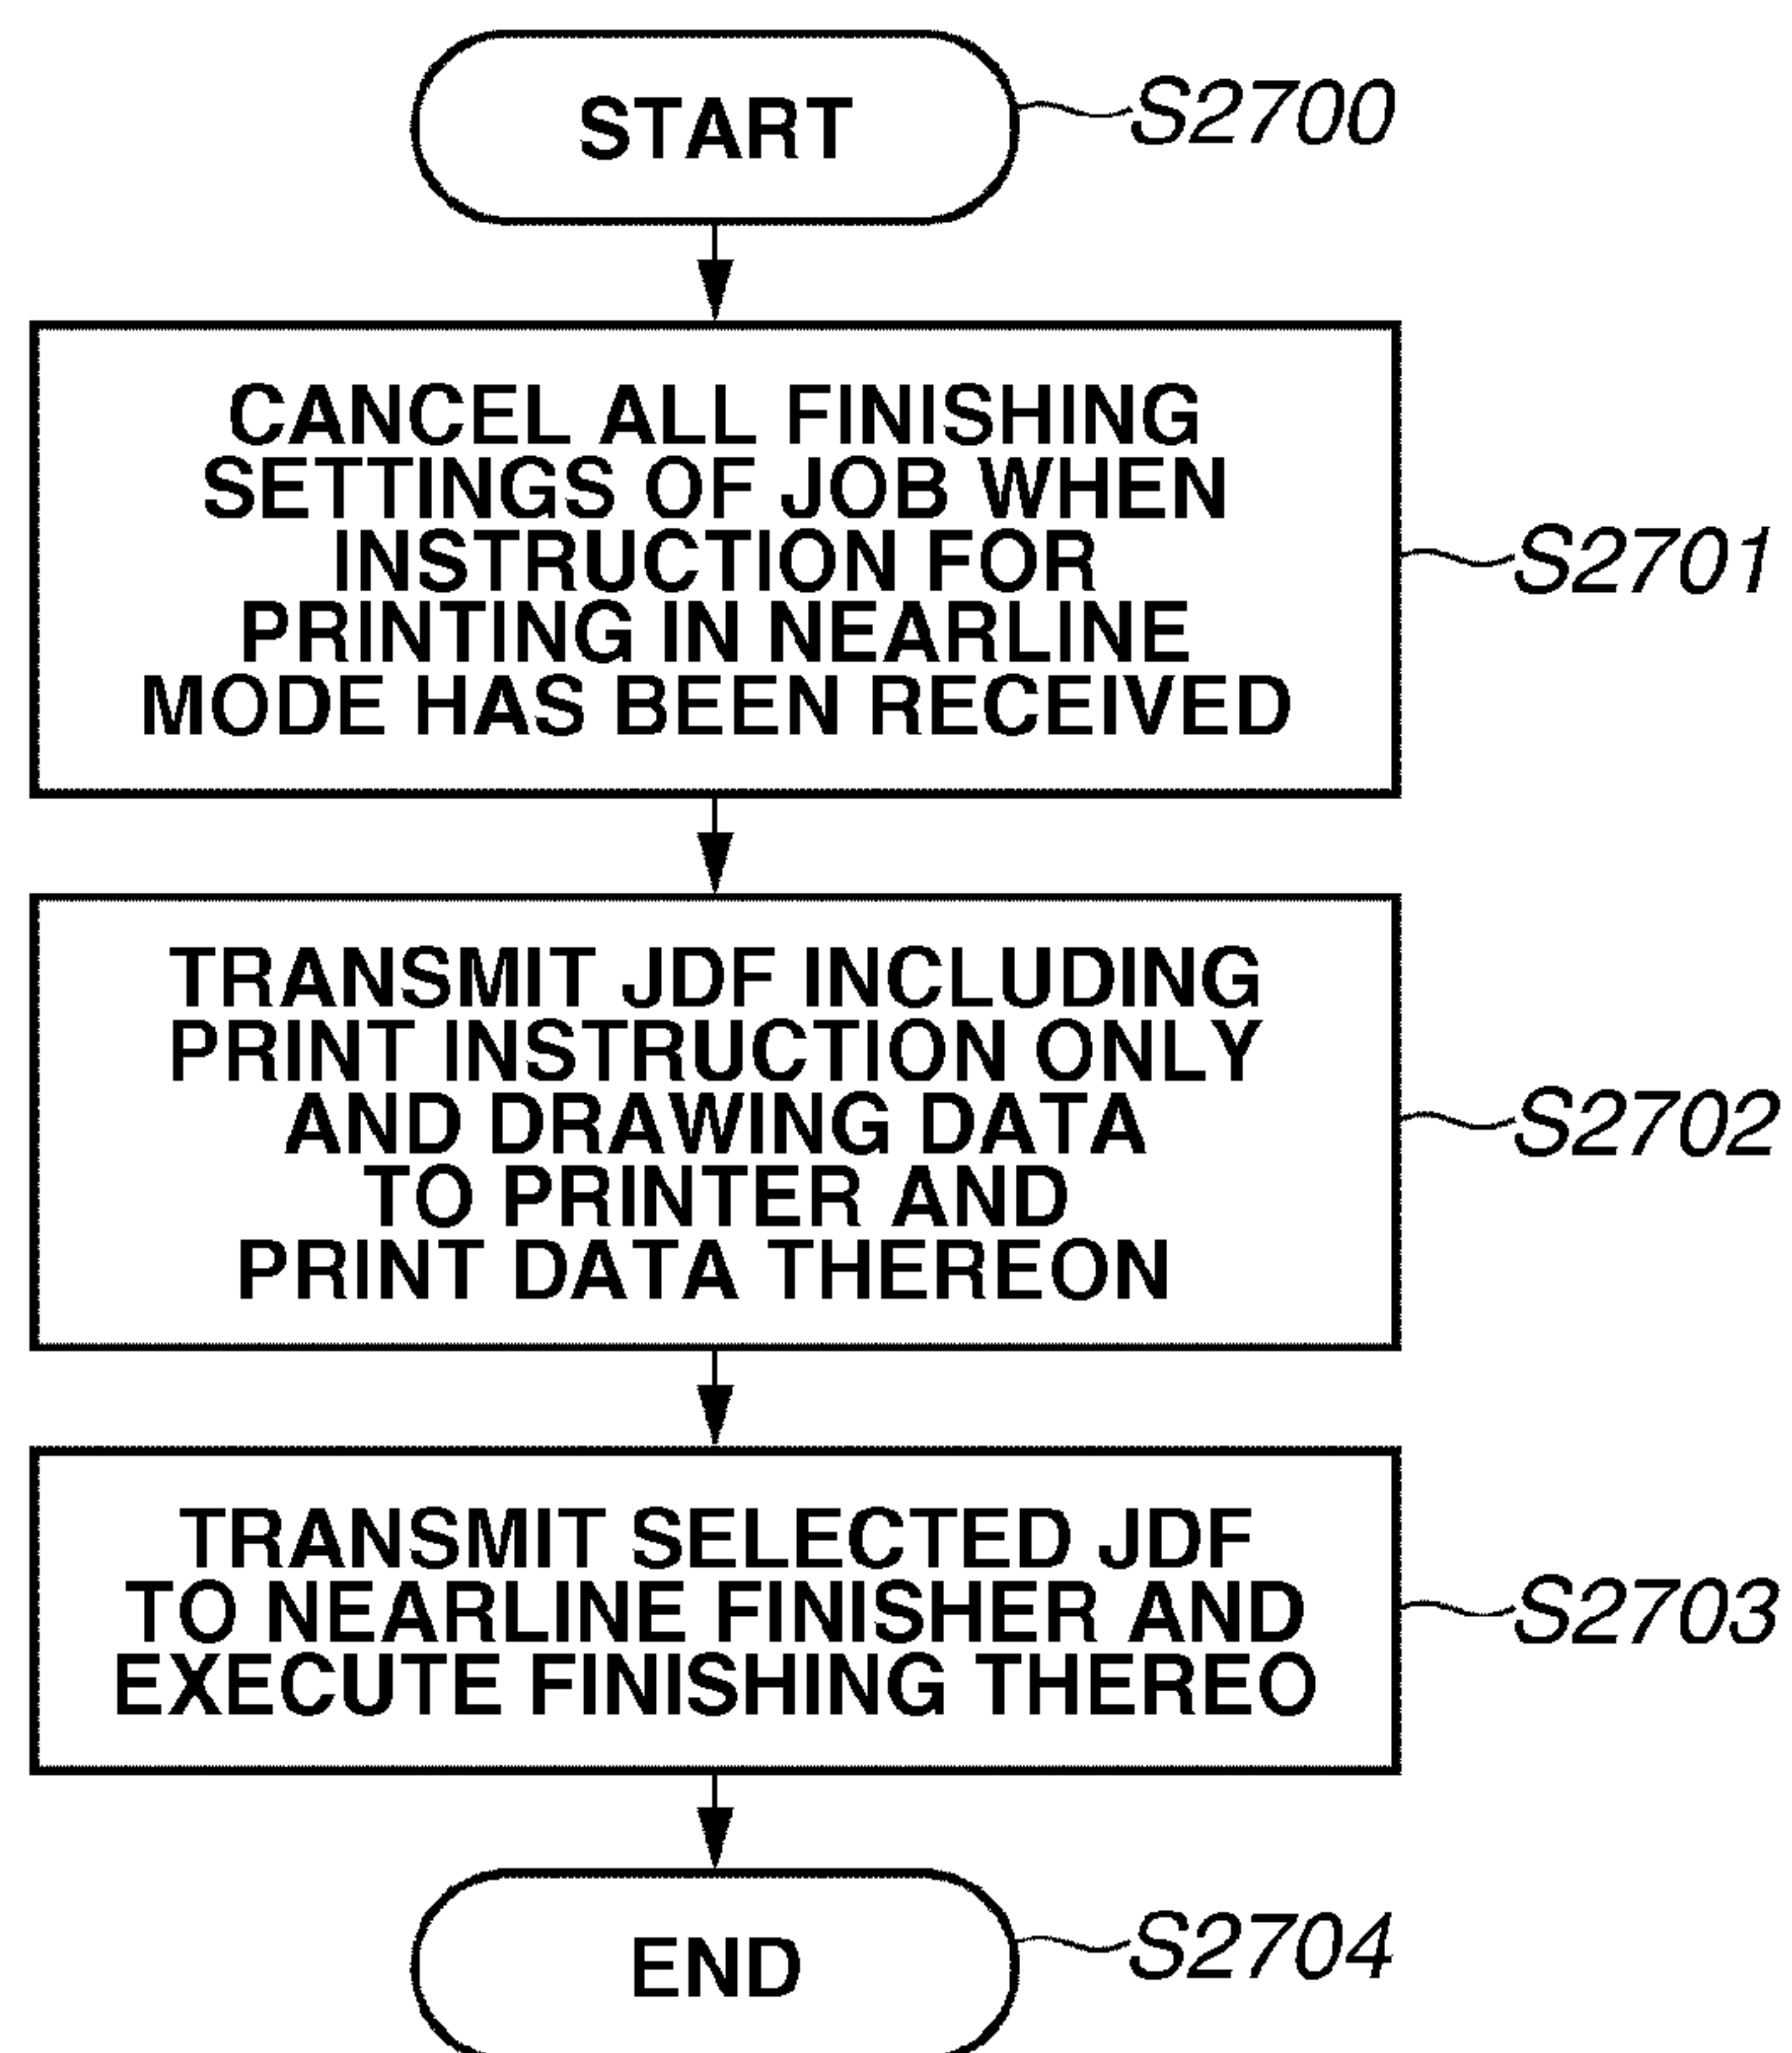 START
S2700
CANCEL ALL FINISHING
SETTINGS OF JOB WHEN
INSTRUCTION FOR
PRINTING IN NEARLINE
MODE HAS BEEN RECEIVED
S2701
TRANSMIT JDF INCLUDING
PRINT INSTRUCTION ONLY
AND DRAWING DATA
TO PRINTER AND
PRINT DATA THEREON
S2702
TRANSMIT SELECTED JDF
TO NEARLINE FINISHER AND
EXECUTE FINISHING THEREO
S2703
END
S2704